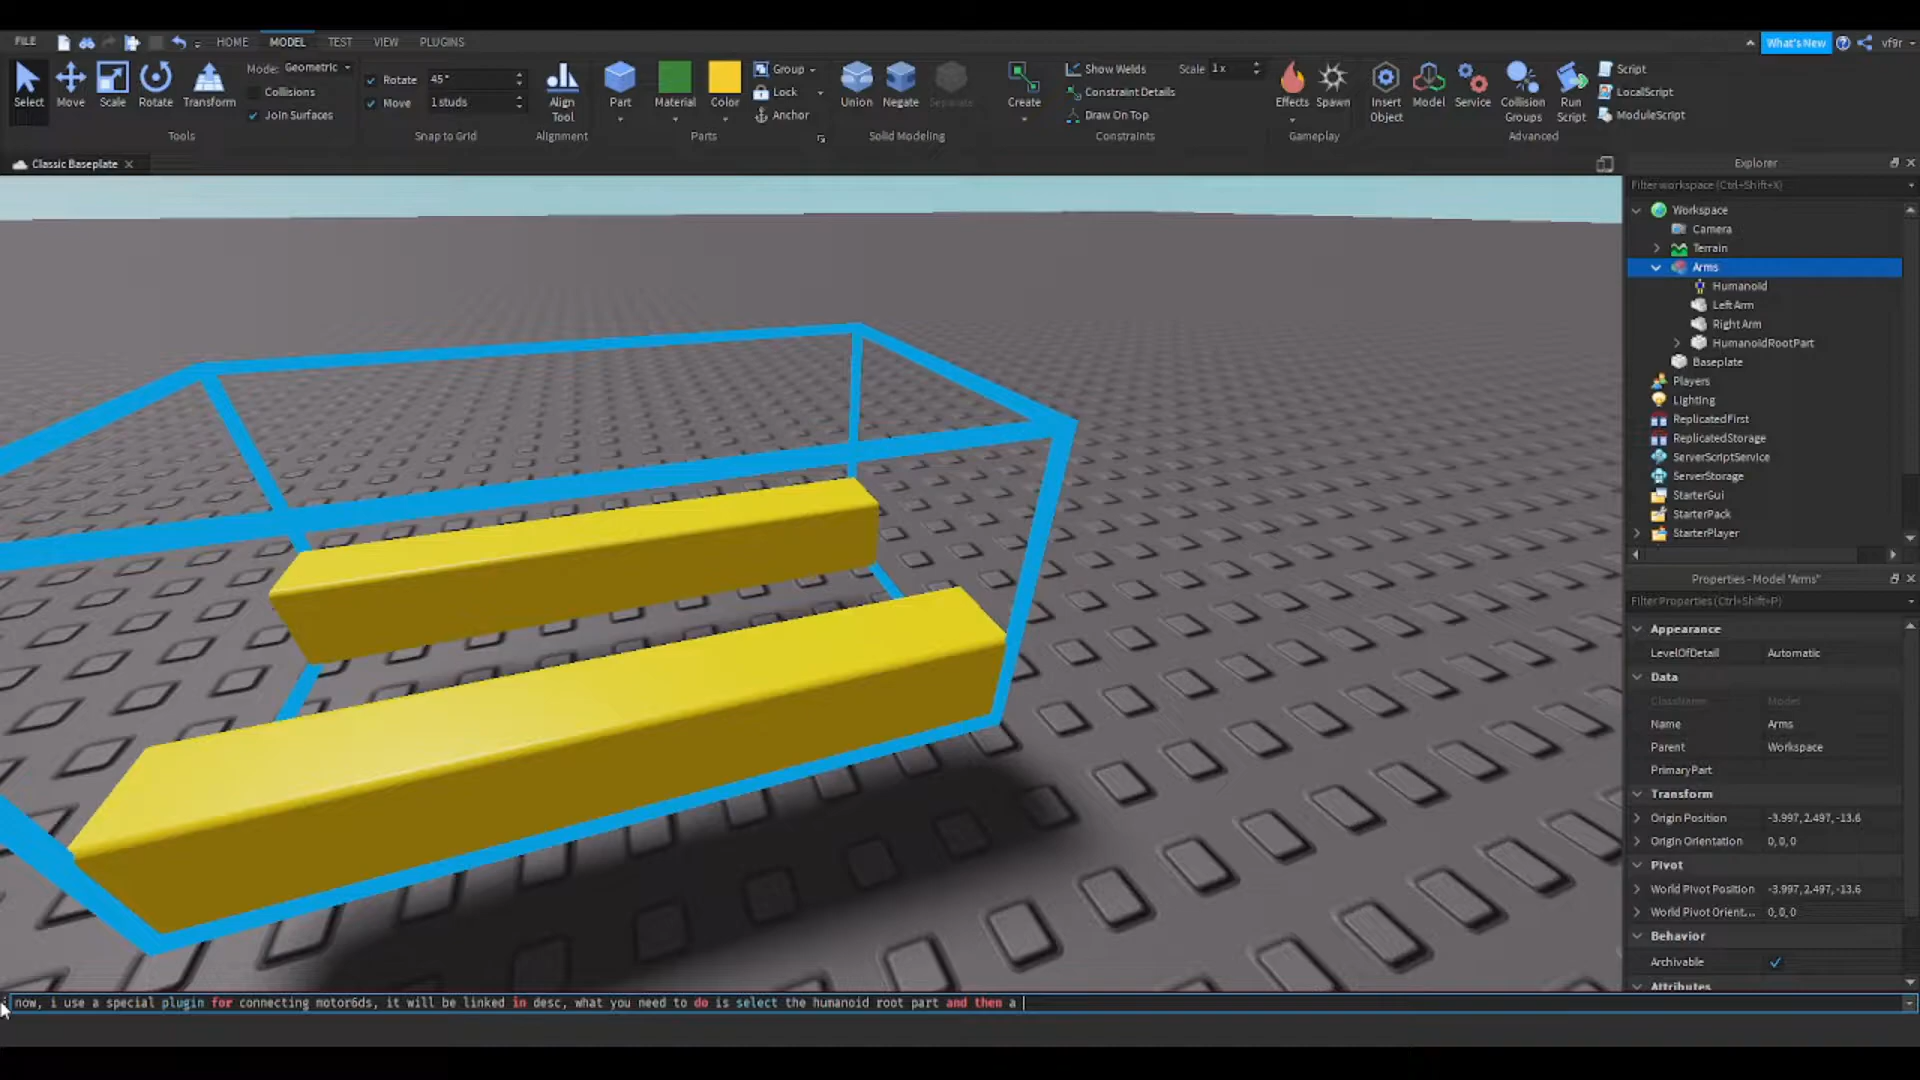 FILE HOME MODEL TEST VIEW PLUGINS What's New vf9r
Select Move Scale Rotate Transform
Mode: Geometric
Collisions
Join Surfaces
Tools
Rotate 45°
Move 1 studs
Snap to Grid
Align Tool
Alignment
Part Material Color
Group
Lock
Anchor
Parts
Union Negate Separate
Solid Modeling
Create
Show Welds
Constraint Details
Draw On Top
Scale 1x
Constraints
Effects Spawn
Gameplay
Insert Object Model Service Collision Groups Run Script
Script
LocalScript
ModuleScript
Advanced
Classic Baseplate
Explorer
Filter workspace (Ctrl+Shift+X)
Workspace
Camera
Terrain
Arms
Humanoid
Left Arm
Right Arm
HumanoidRootPart
Baseplate
Players
Lighting
ReplicatedFirst
ReplicatedStorage
ServerScriptService
ServerStorage
StarterGui
StarterPack
StarterPlayer
Properties - Model "Arms"
Filter Properties (Ctrl+Shift+P)
Appearance
LevelOfDetail Automatic
Data
ClassName Model
Name Arms
Parent Workspace
PrimaryPart
Transform
Origin Position -3.997, 2.497, -13.6
Origin Orientation 0, 0, 0
Pivot
World Pivot Position -3.997, 2.497, -13.6
World Pivot Orient... 0, 0, 0
Behavior
Archivable
Attributes
now, i use a special plugin for connecting motor6ds, it will be linked in desc, what you need to do is select the humanoid root part and then a